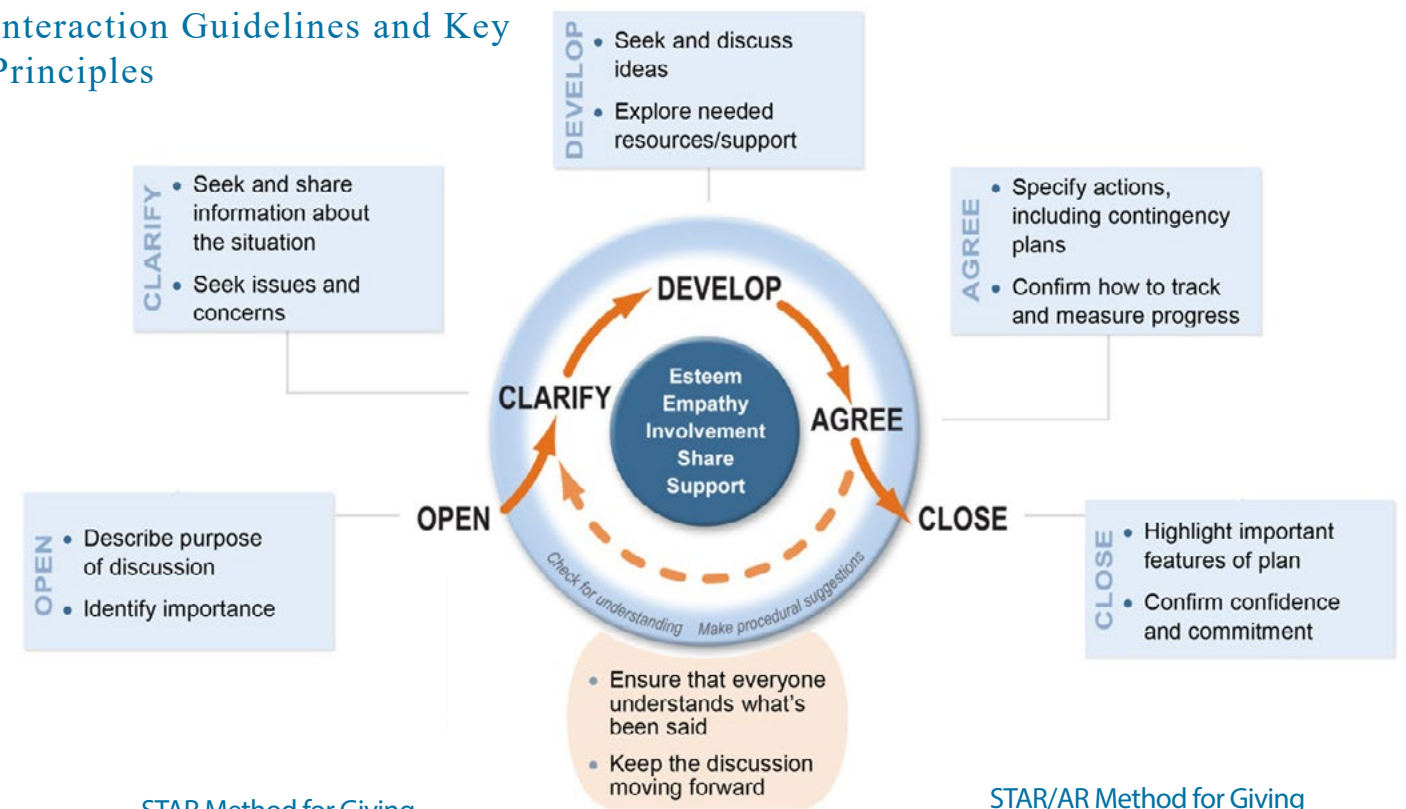 nteraction Guidelines and Key
Principles
DEVELOP
• Seek and discuss
ideas
• Explore needed
resources/support
CLARIFY
• Seek and share
information about
the situation
• Seek issues and
concerns
AGREE
• Specify actions,
including contingency
plans
• Confirm how to track
and measure progress
DEVELOP
CLARIFY
Esteem
Empathy
Involvement
Share
Support
AGREE
OPEN
CLOSE
OPEN
• Describe purpose
of discussion
• Identify importance
CLOSE
• Highlight important
features of plan
• Confirm confidence
and commitment
Check for understanding Make procedural suggestions
• Ensure that everyone
understands what's
been said
• Keep the discussion
moving forward
STAR Method for Giving
STAR/AR Method for Giving